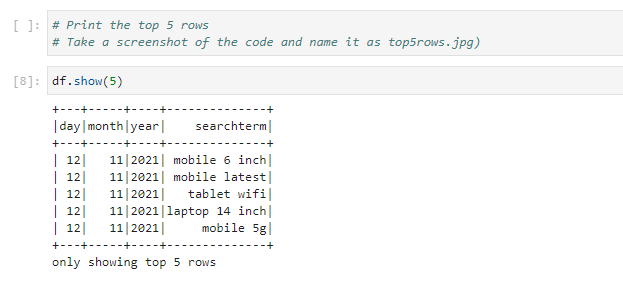 [ ]: # Print the top 5 rows
# Take a screenshot of the code and name it as top5rows.jpg)
[8]: df.show(5)
+---+-----+----+--------------+
|day|month|year|    searchterm|
+---+-----+----+--------------+
| 12|   11|2021| mobile 6 inch|
| 12|   11|2021| mobile latest|
| 12|   11|2021|   tablet wifi|
| 12|   11|2021|laptop 14 inch|
| 12|   11|2021|     mobile 5g|
+---+-----+----+--------------+
only showing top 5 rows